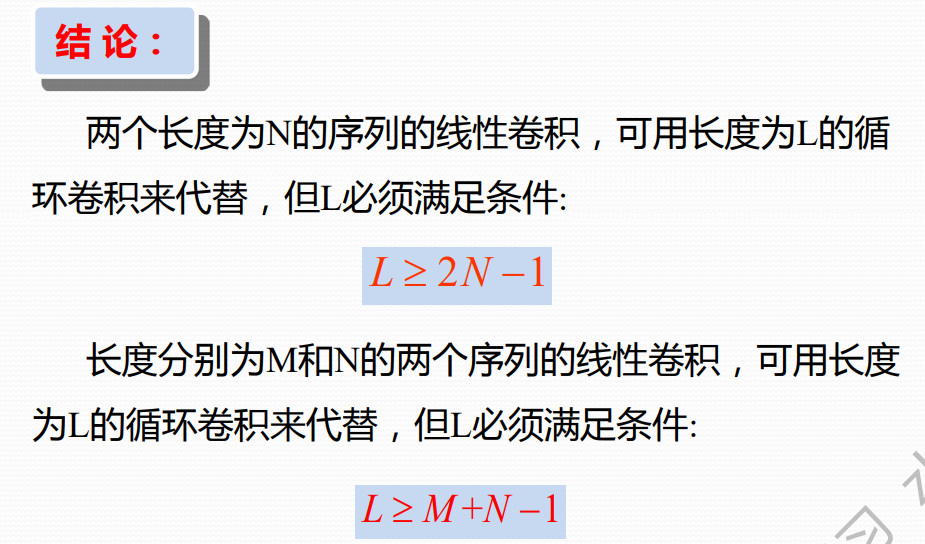 结 论：
两个长度为N的序列的线性卷积，可用长度为L的循
环卷积来代替，但L必须满足条件:
L ≥ 2N −1
长度分别为M和N的两个序列的线性卷积，可用长度
为L的循环卷积来代替，但L必须满足条件:
L ≥ M+N −1